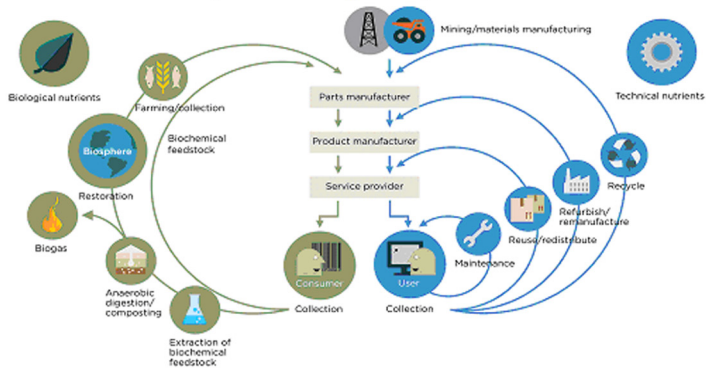 Mining/materials manufacturing
Biological nutrients
Farming/collection
Parts manufacturer
Technical nutrients
Biochemical
feedstock
Product manufacturer
Biosphere
Restoration
Recycle
Service provider
Refurbish/
remanufacture
Reuse/redistribute
Biogas
Maintenance
Consumer
User
Anaerobic
digestion/
composting
Collection
Collection
Extraction of
biochemical
feedstock